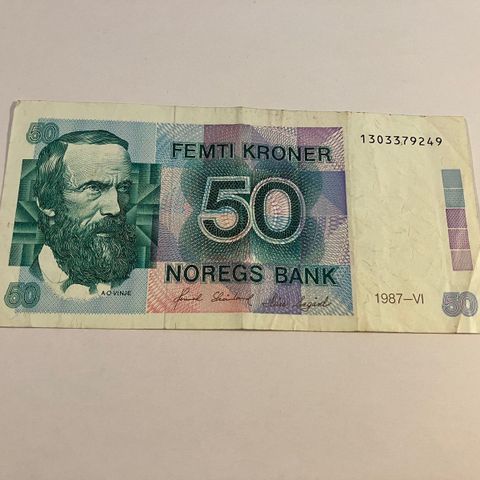 50
FEMTI KRONER
1303379249
50
NOREGS BANK
A.O.VINJE
50
1987–VI
50